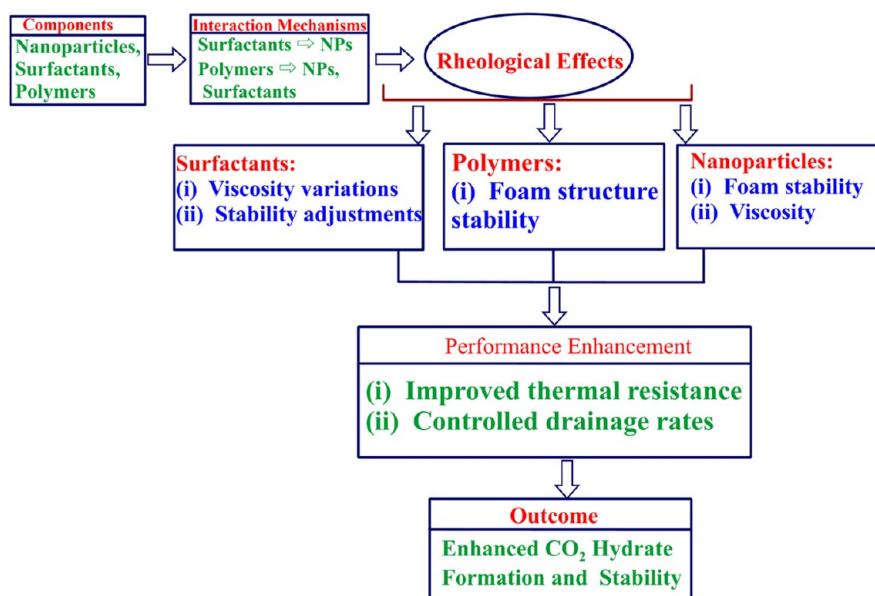 Components
Nanoparticles,
Surfactants,
Polymers
Interaction Mechanisms
Surfactants ⇨ NPs
Polymers ⇨ NPs,
Surfactants
Rheological Effects
Surfactants:
(i) Viscosity variations
(ii) Stability adjustments
Polymers:
(i) Foam structure
stability
Nanoparticles:
(i) Foam stability
(ii) Viscosity
Performance Enhancement
(i) Improved thermal resistance
(ii) Controlled drainage rates
Outcome
Enhanced CO₂ Hydrate
Formation and Stability